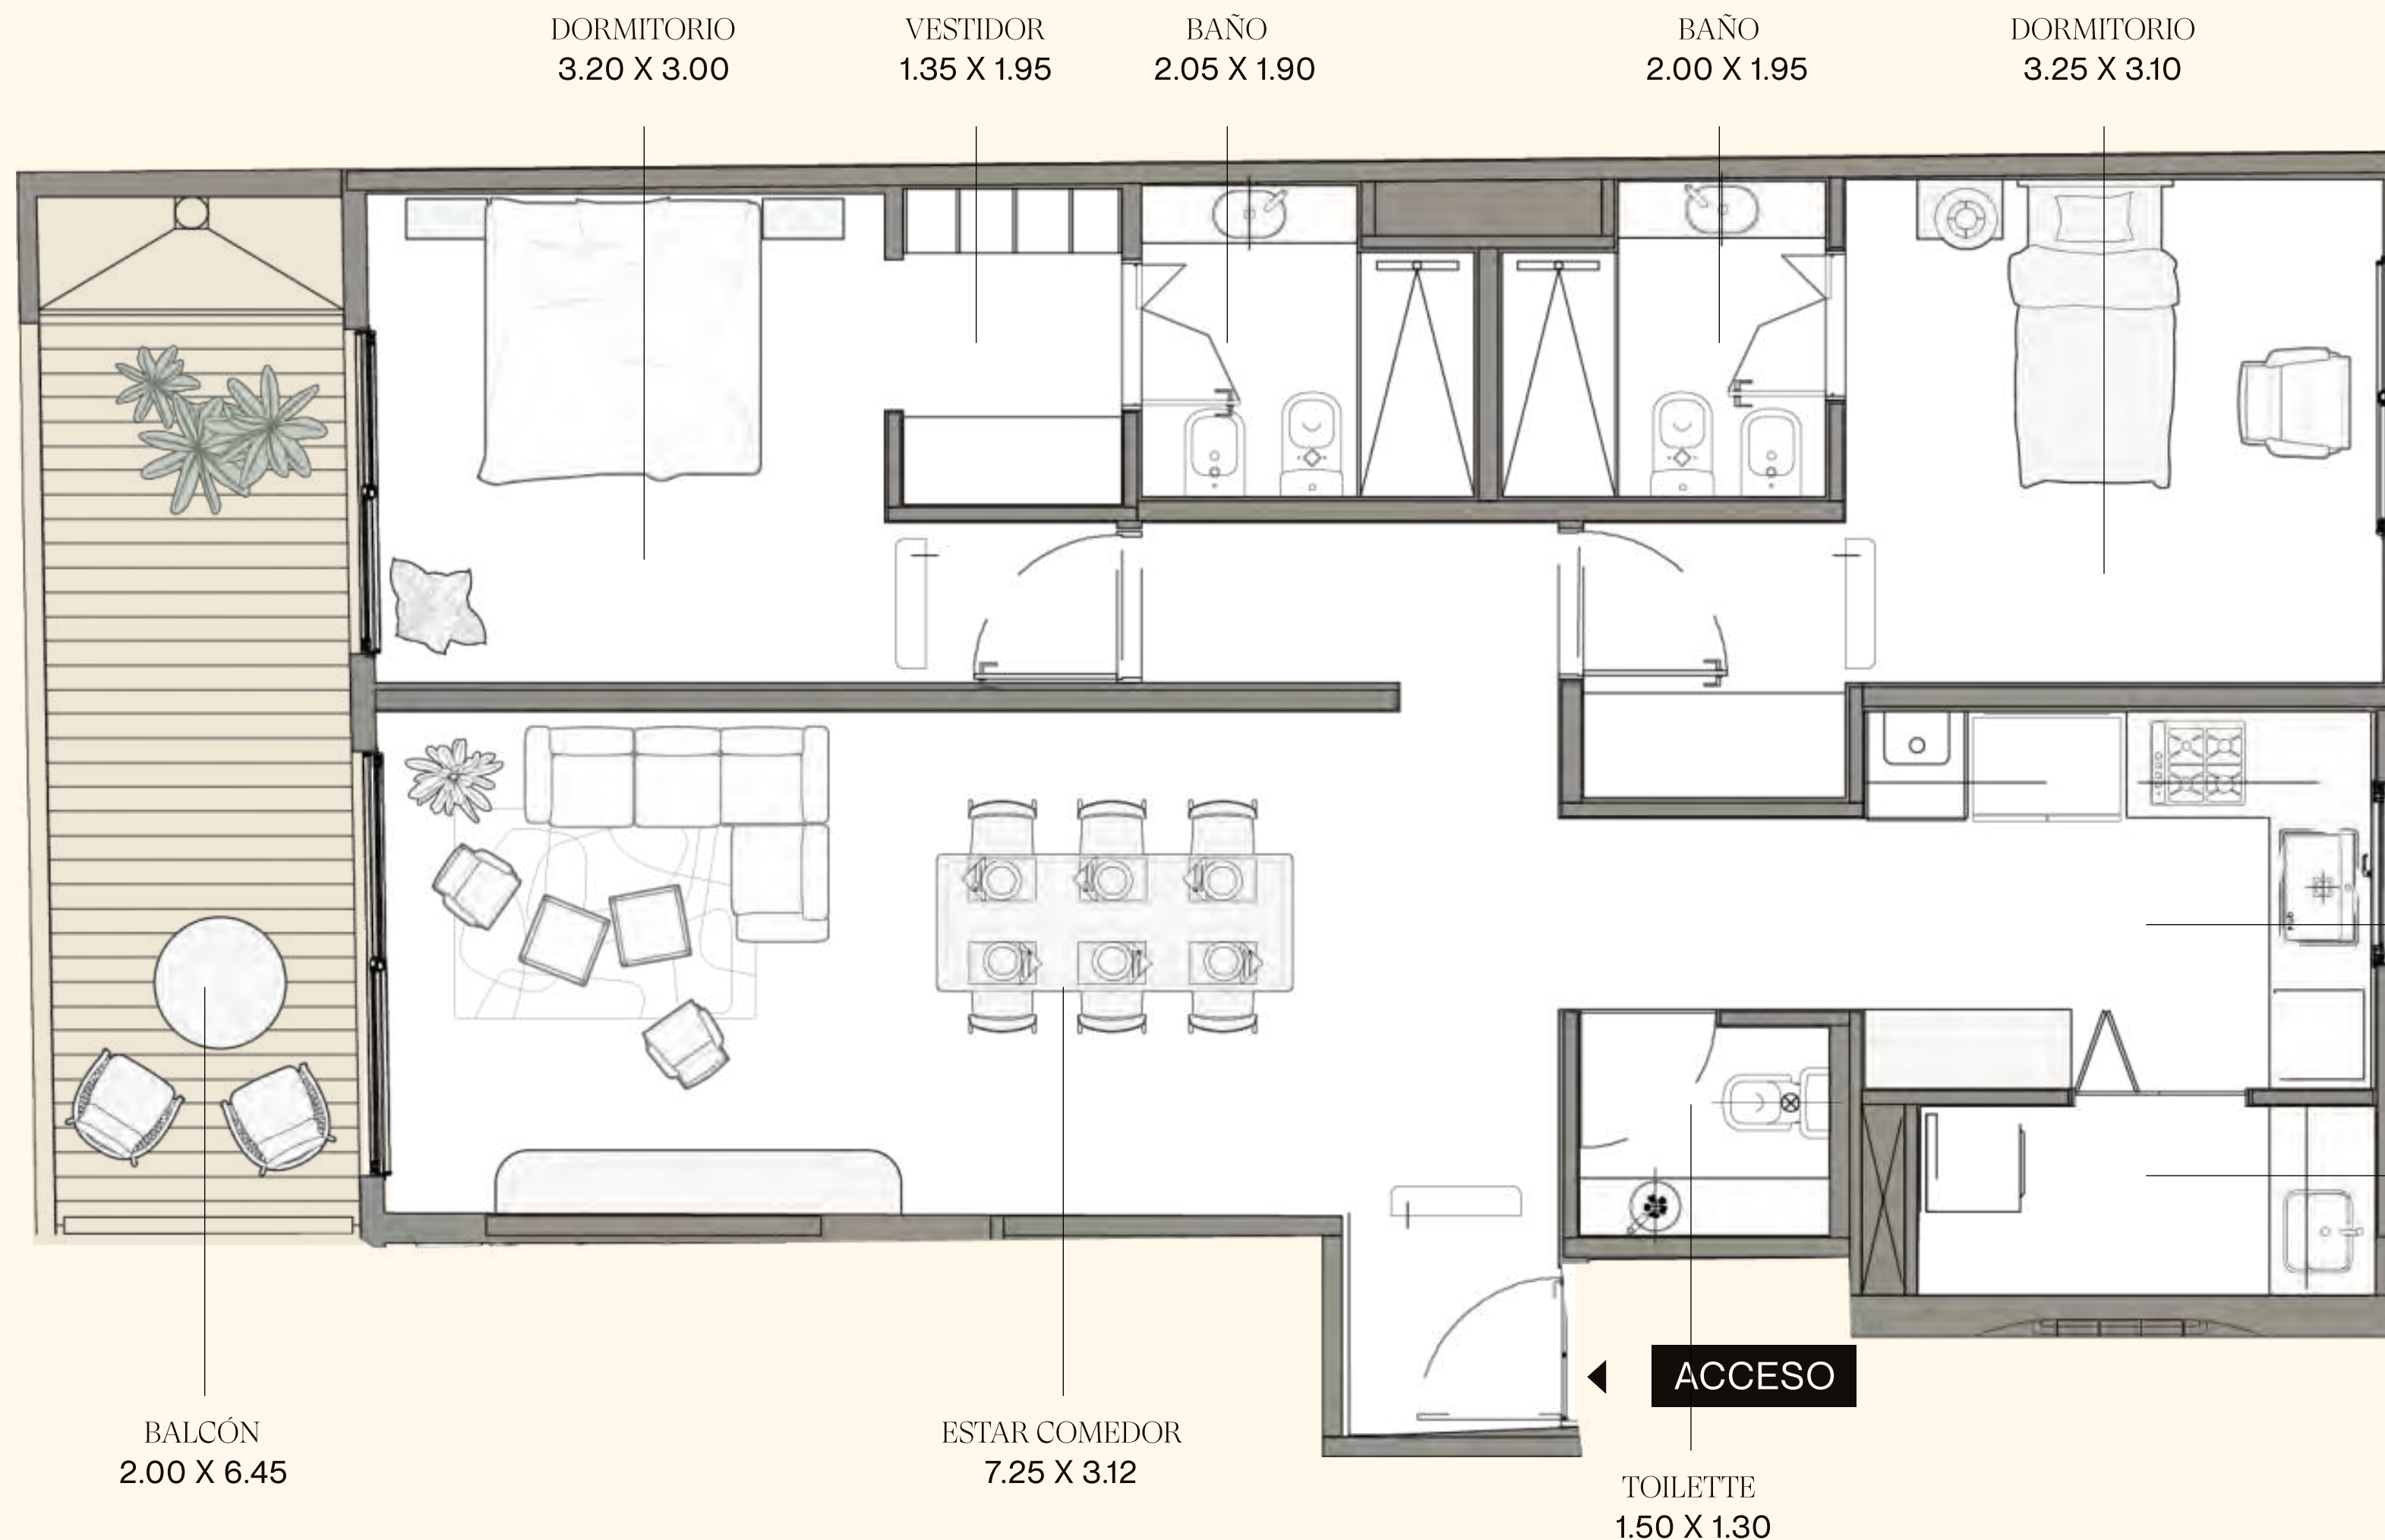 DORMITORIO
3.20 X 3.00
VESTIDOR
1.35 X 1.95
BAÑO
2.05 X 1.90
BAÑO
2.00 X 1.95
DORMITORIO
3.25 X 3.10
ACCESO
BALCÓN
2.00 X 6.45
ESTAR COMEDOR
7.25 X 3.12
TOILETTE
1.50 X 1.30